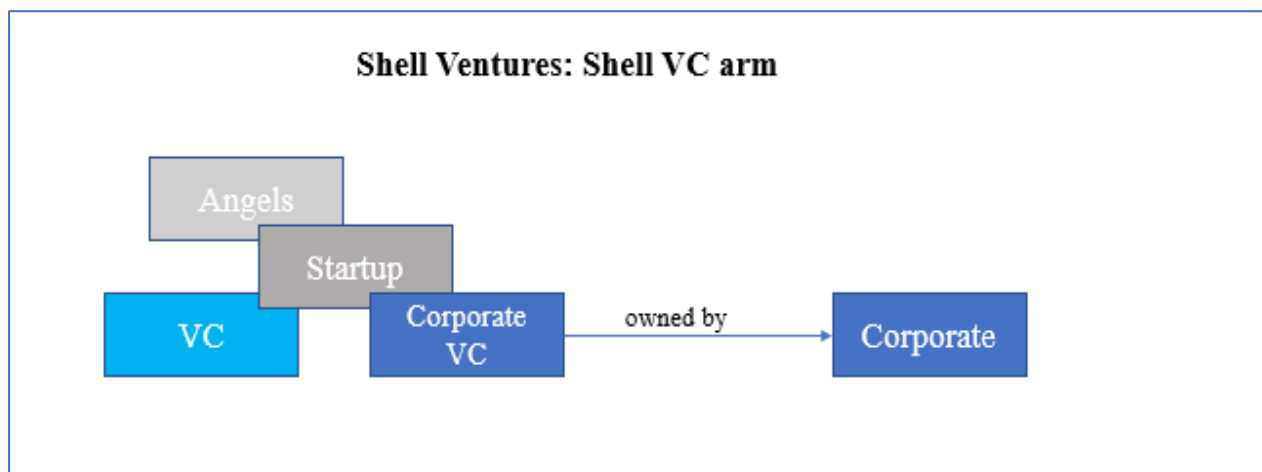 Shell Ventures: Shell VC arm
Angels
Startup
VC
Corporate
VC
owned by
Corporate